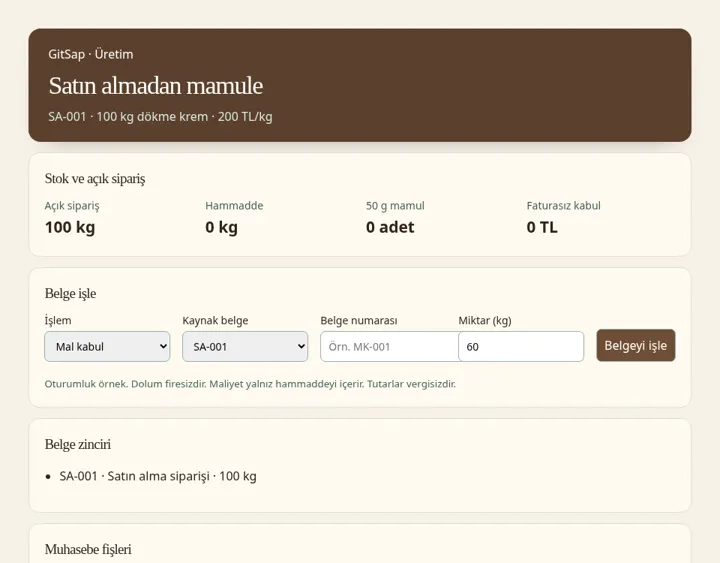 GitSap · Üretim
Satın almadan mamule
SA-001 · 100 kg dökme krem · 200 TL/kg
Stok ve açık sipariş
Açık sipariş Hammadde 50 g mamul Faturasız kabul
100 kg 0 kg 0 adet 0 TL
Belge işle
İşlem Kaynak belge Belge numarası Miktar (kg)
Mal kabul SA-001 Örn. MK-001 60 Belgeyi işle
Oturumluk örnek. Dolum firesizdir. Maliyet yalnız hammaddeyi içerir. Tutarlar vergisizdir.
Belge zinciri
• SA-001 · Satın alma siparişi · 100 kg
Muhasebe fişleri